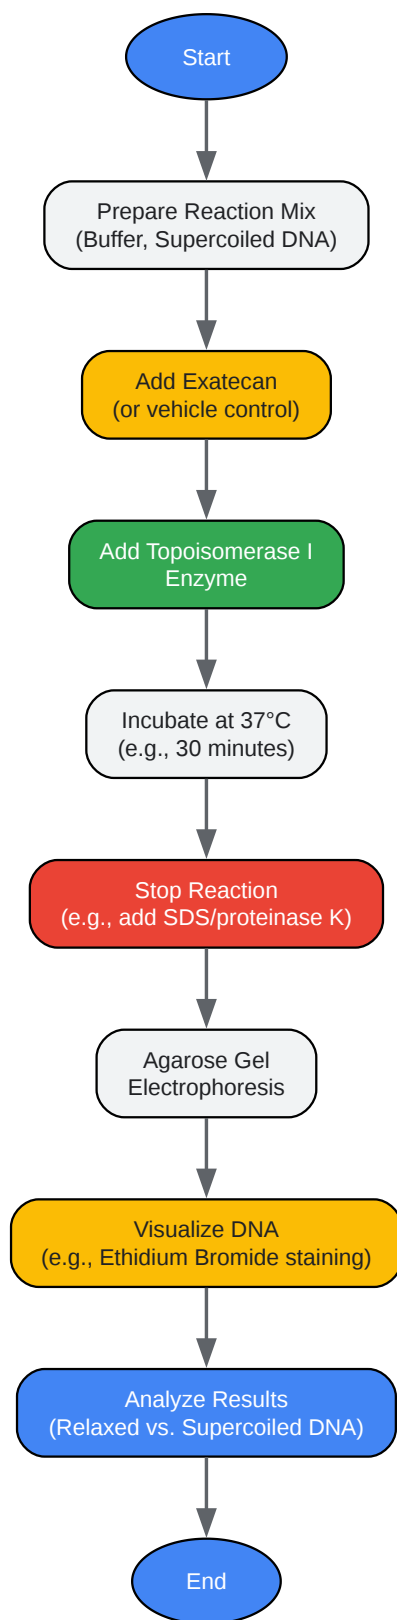 Start
Prepare Reaction Mix
(Buffer, Supercoiled DNA)
Add Exatecan
(or vehicle control)
Add Topoisomerase I
Enzyme
Incubate at 37°C
(e.g., 30 minutes)
Stop Reaction
(e.g., add SDS/proteinase K)
Agarose Gel
Electrophoresis
Visualize DNA
(e.g., Ethidium Bromide staining)
Analyze Results
(Relaxed vs. Supercoiled DNA)
End